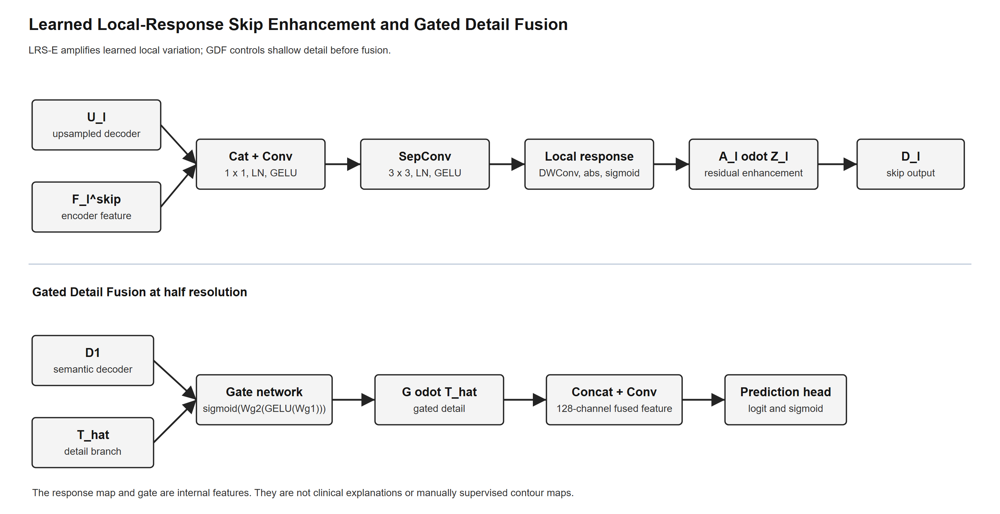 Learned Local-Response Skip Enhancement and Gated Detail Fusion
LRS-E amplifies learned local variation; GDF controls shallow detail before fusion.
U_l
upsampled decoder
F_l^skip
encoder feature
Cat + Conv
1 x 1, LN, GELU
SepConv
3 x 3, LN, GELU
Local response
DWConv, abs, sigmoid
A_l odot Z_l
residual enhancement
D_l
skip output
Gated Detail Fusion at half resolution
D1
semantic decoder
T_hat
detail branch
Gate network
sigmoid(Wg2(GELU(Wg1)))
G odot T_hat
gated detail
Concat + Conv
128-channel fused feature
Prediction head
logit and sigmoid
The response map and gate are internal features. They are not clinical explanations or manually supervised contour maps.